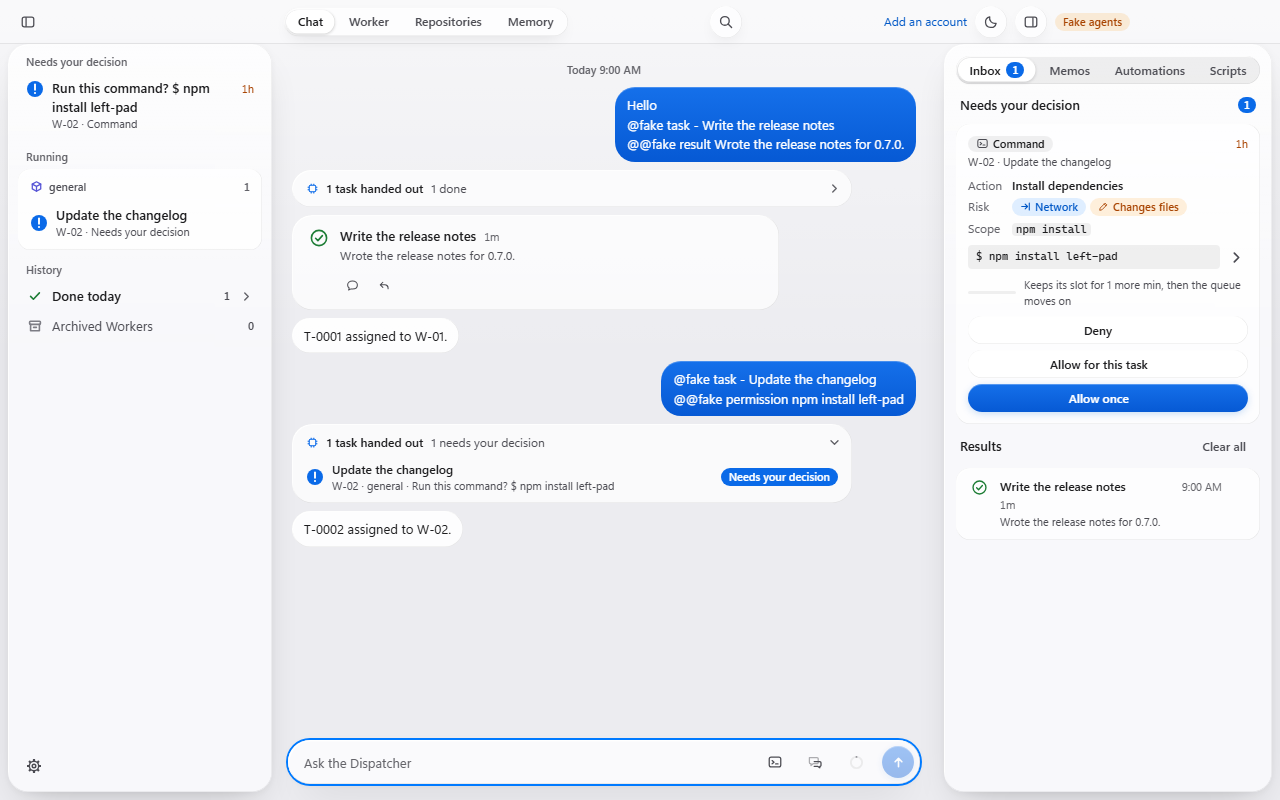 Chat Worker Repositories Memory
Add an account
Fake agents
Needs your decision
Run this command? $ npm install left-pad
1h
W-02 · Command
Running
general 1
Update the changelog
W-02 · Needs your decision
History
Done today 1
Archived Workers 0
Today 9:00 AM
Hello
@fake task - Write the release notes
@@fake result Wrote the release notes for 0.7.0.
1 task handed out 1 done
Write the release notes 1m
Wrote the release notes for 0.7.0.
T-0001 assigned to W-01.
@fake task - Update the changelog
@@fake permission npm install left-pad
1 task handed out 1 needs your decision
Update the changelog
W-02 · general · Run this command? $ npm install left-pad
Needs your decision
T-0002 assigned to W-02.
Ask the Dispatcher
Inbox 1 Memos Automations Scripts
Needs your decision 1
Command 1h
W-02 · Update the changelog
Action Install dependencies
Risk Network Changes files
Scope npm install
$ npm install left-pad
Keeps its slot for 1 more min, then the queue
moves on
Deny
Allow for this task
Allow once
Results Clear all
Write the release notes 9:00 AM
1m
Wrote the release notes for 0.7.0.